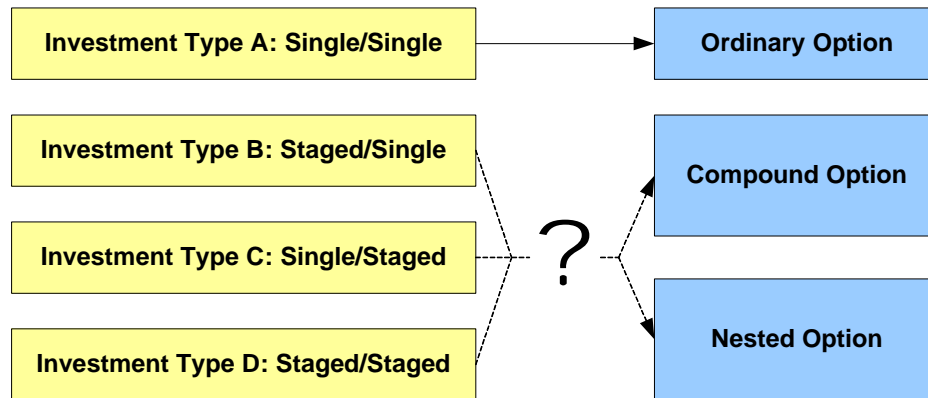 Investment Type A: Single/Single
Ordinary Option
Investment Type B: Staged/Single
Compound Option
Investment Type C: Single/Staged
?
Nested Option
Investment Type D: Staged/Staged